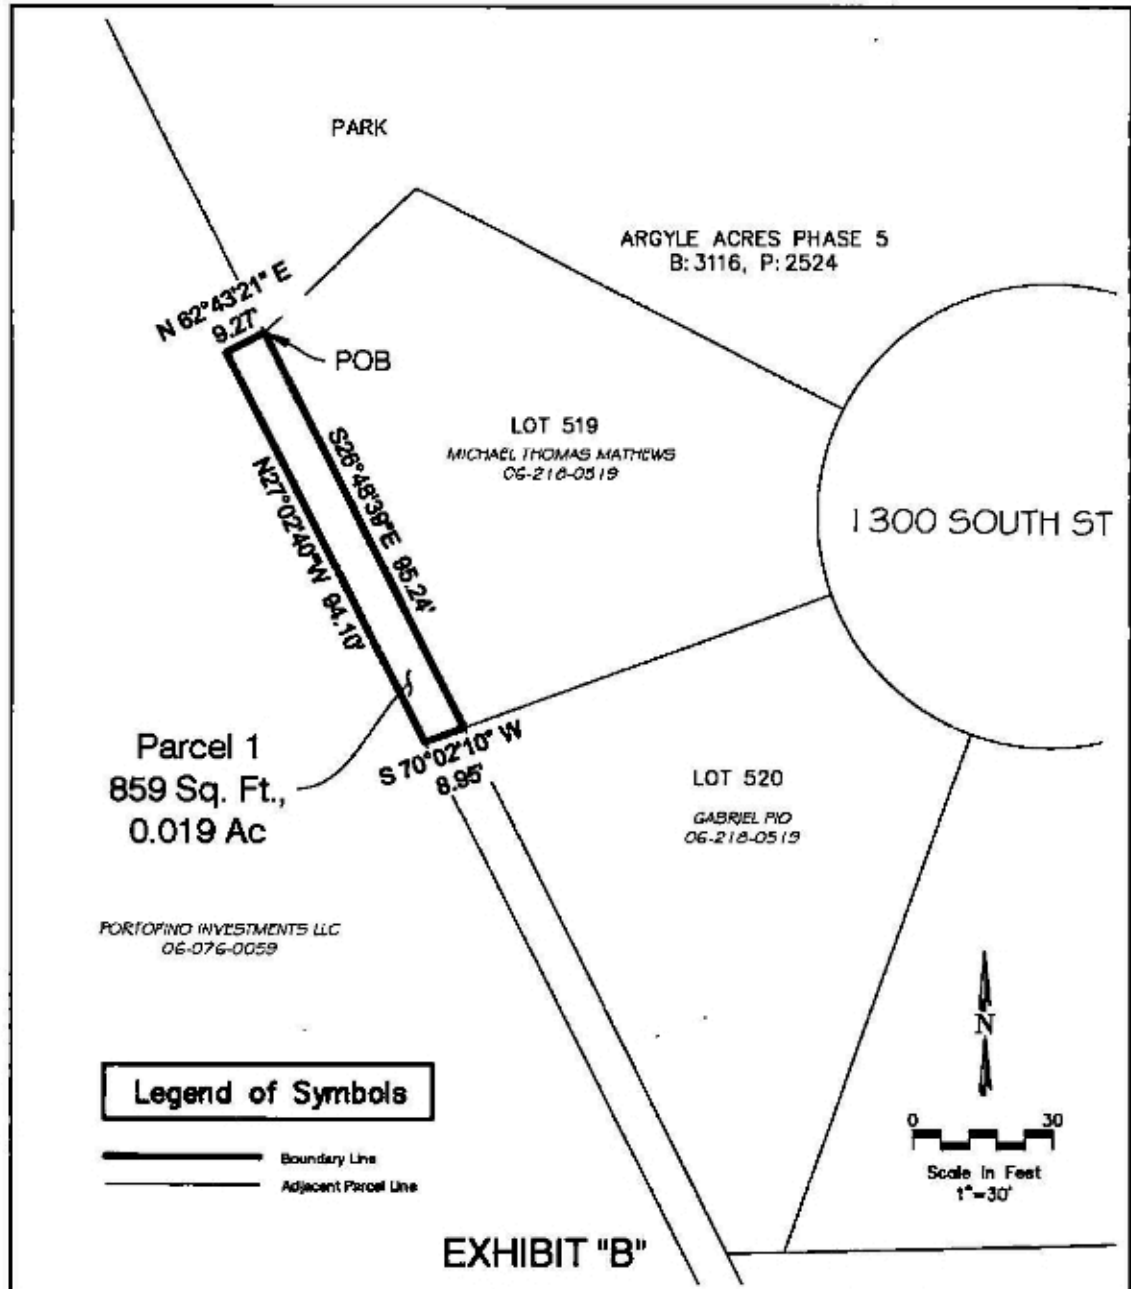 PARK
ARGYLE ACRES PHASE 5
B: 3116, P: 2524
N 62°43'21" E
9.27'
POB
LOT 519
MICHAEL THOMAS MATHEWS
06-218-0519
S26°48'39"E 95.24'
N27°02'40"W 94.10'
1300 SOUTH ST
Parcel 1
859 Sq. Ft.,
0.019 Ac
S 70°02'10" W
8.95'
LOT 520
GABRIEL PIO
06-218-0519
PORTOFINO INVESTMENTS LLC
06-076-0059
N
Legend of Symbols
Boundary Line
Adjacent Parcel Line
0 30
Scale In Feet
1"=30'
EXHIBIT "B"